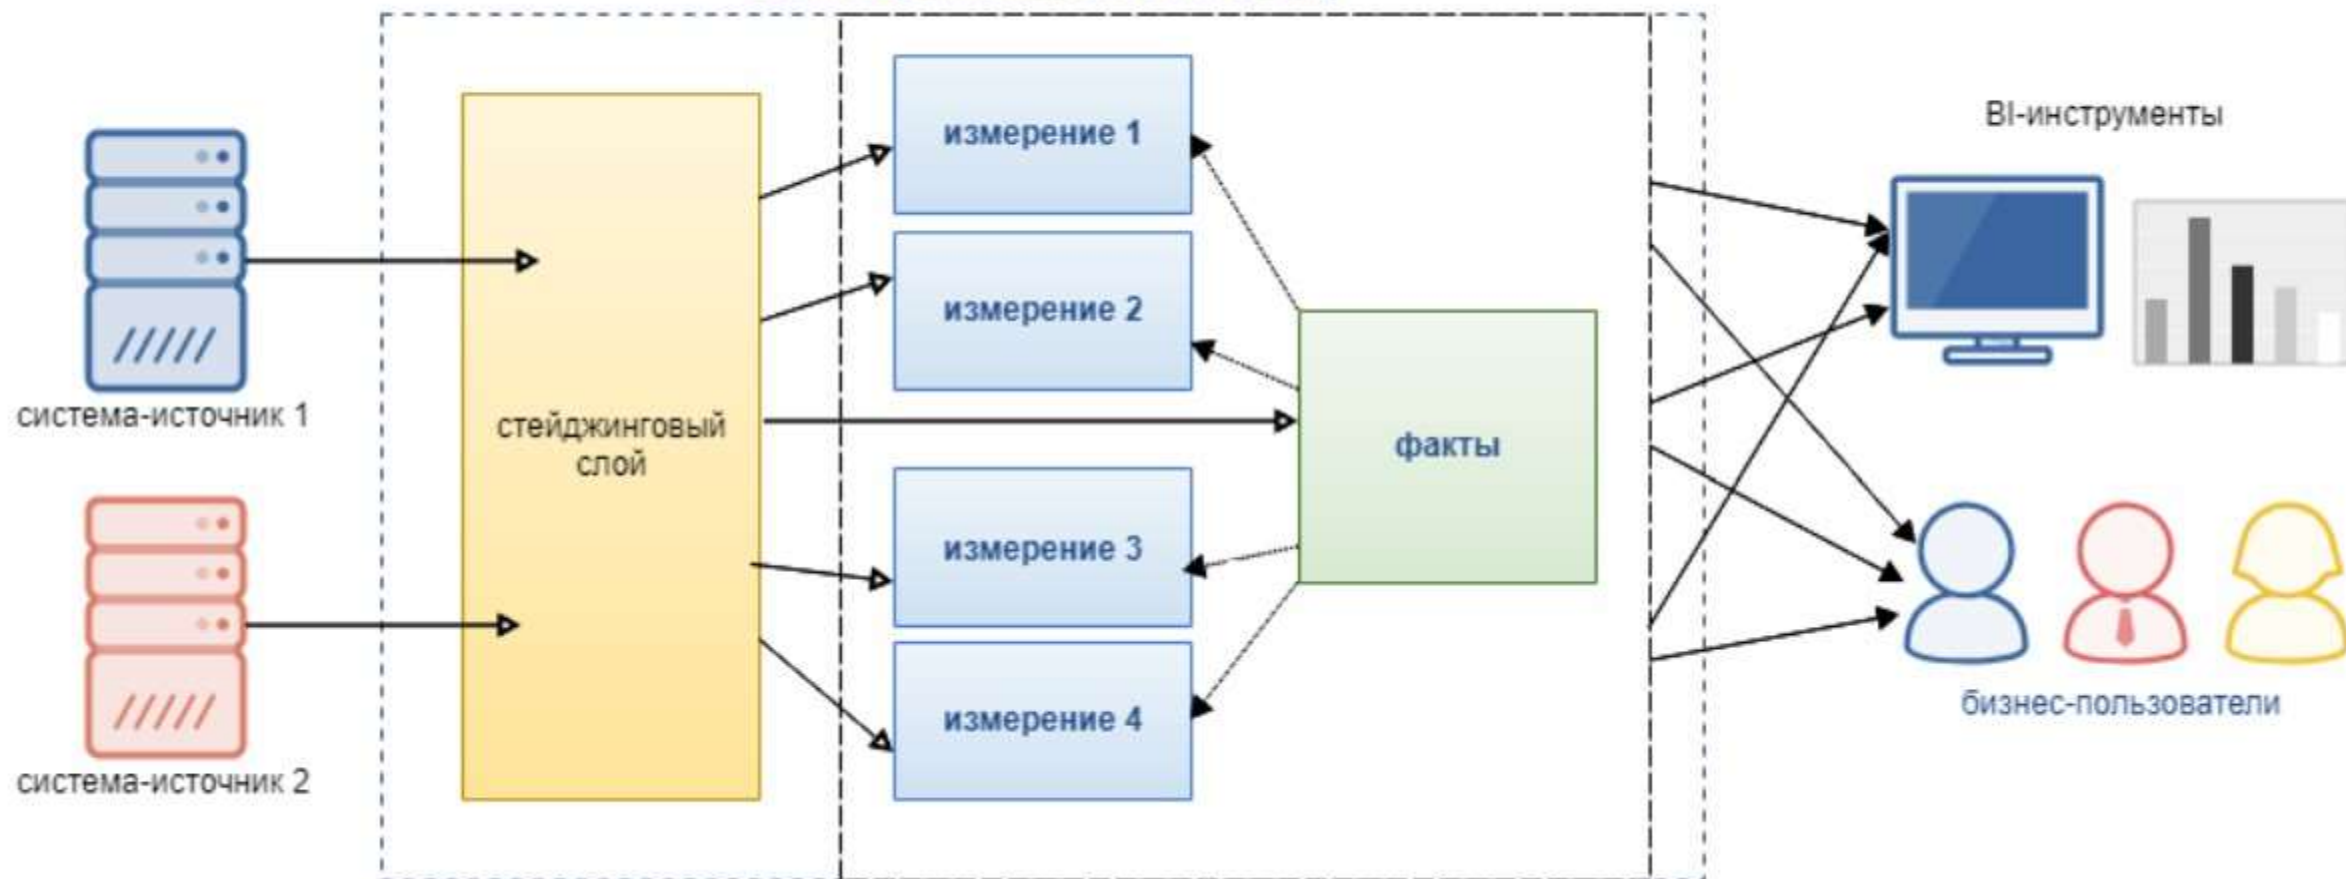 система-источник 1
система-источник 2
стейджинговый
слой
измерение 1
измерение 2
измерение 3
измерение 4
факты
BI-инструменты
бизнес-пользователи